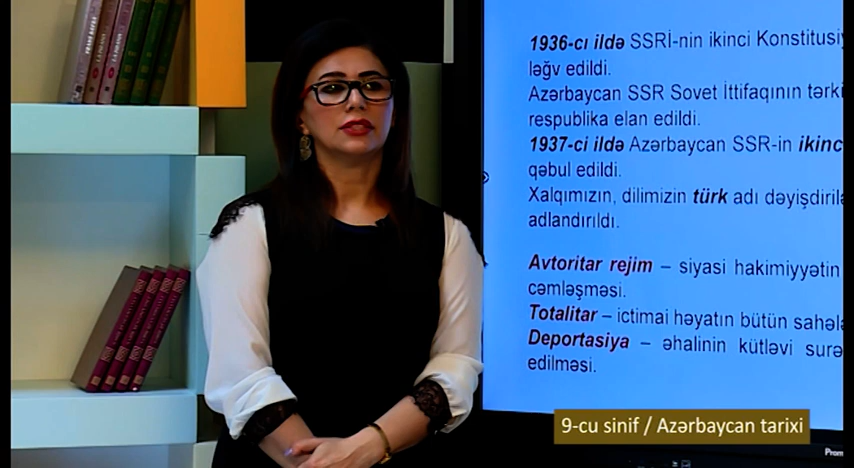 1936-cı ildə SSRİ-nin ikinci Konstitusiy
ləğv edildi.
Azərbaycan SSR Sovet İttifaqının tərki
respublika elan edildi.
1937-ci ildə Azərbaycan SSR-in ikinc
qəbul edildi.
Xalqımızın, dilimizin türk adı dəyişdirilə
adlandırıldı.
Avtoritar rejim – siyasi hakimiyyətin
cəmləşməsi.
Totalitar – ictimai həyatın bütün sahələ
Deportasiya – əhalinin kütləvi surə
edilməsi.
9-cu sinif / Azərbaycan tarixi